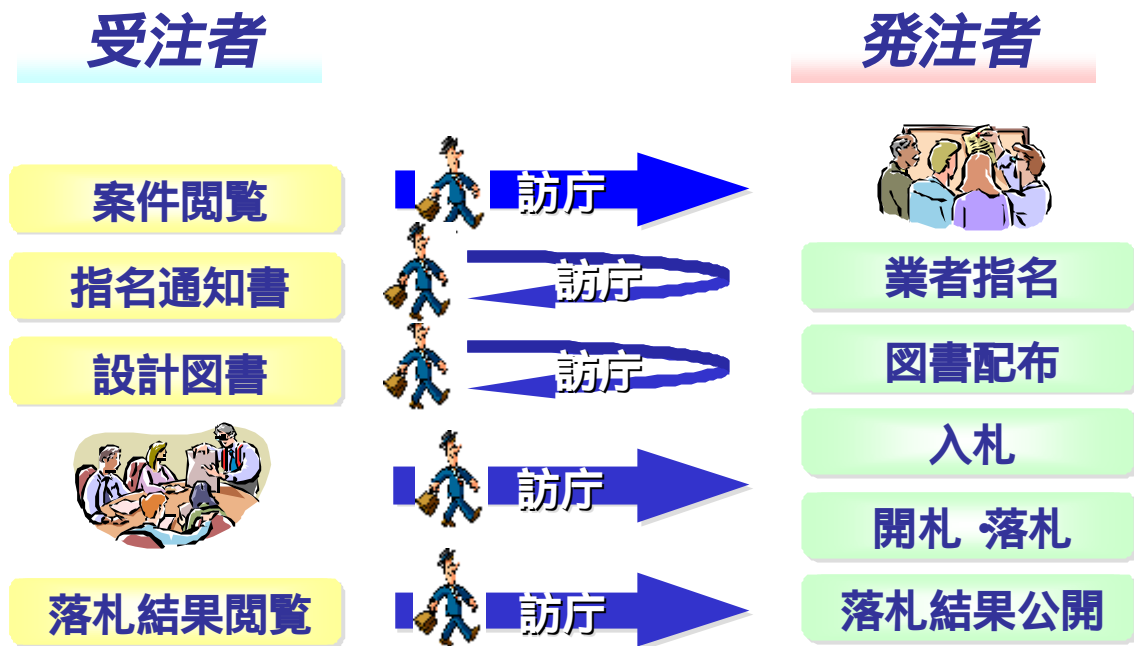 受注者
発注者
案件閲覧
訪庁
指名通知書
訪庁
業者指名
設計図書
訪庁
図書配布
入札
訪庁
開札・落札
落札結果閲覧
訪庁
落札結果公開